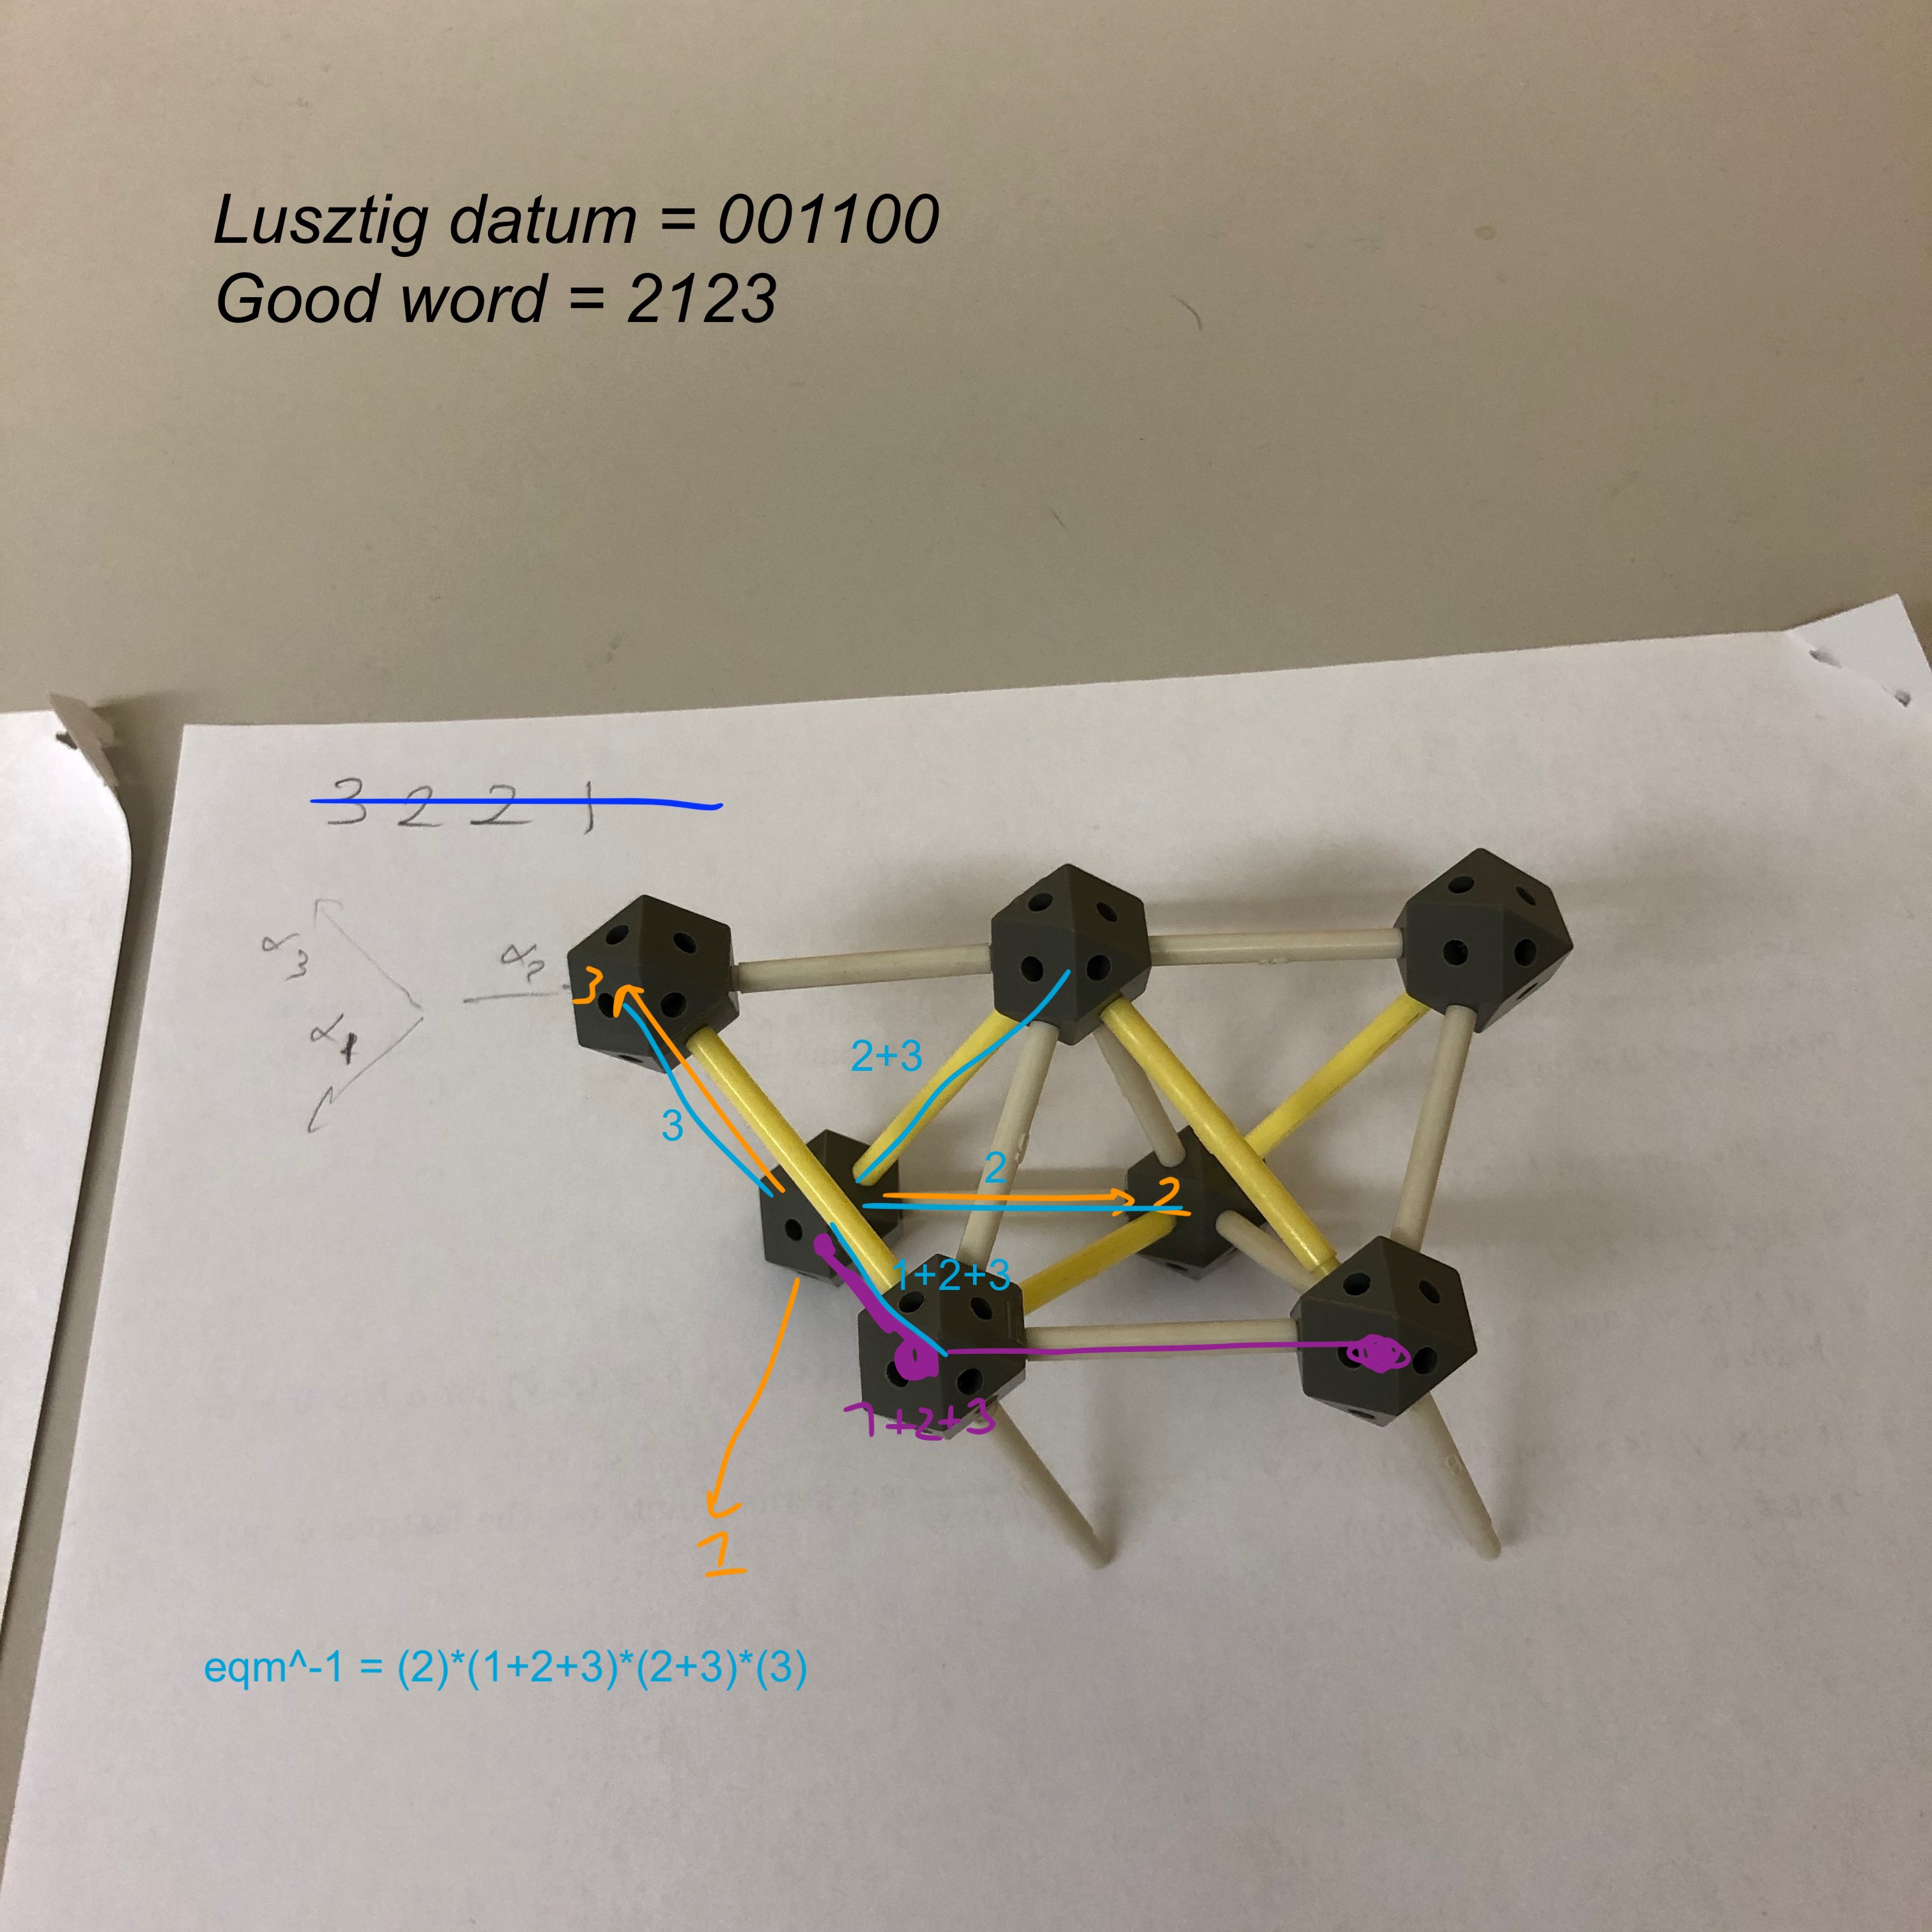 Lusztig datum = 001100
Good word = 2123
3 2 2 1
α3
α2
α1
3
2+3
3
2
2
1+2+3
1+2+3
1
eqm^-1 = (2)*(1+2+3)*(2+3)*(3)